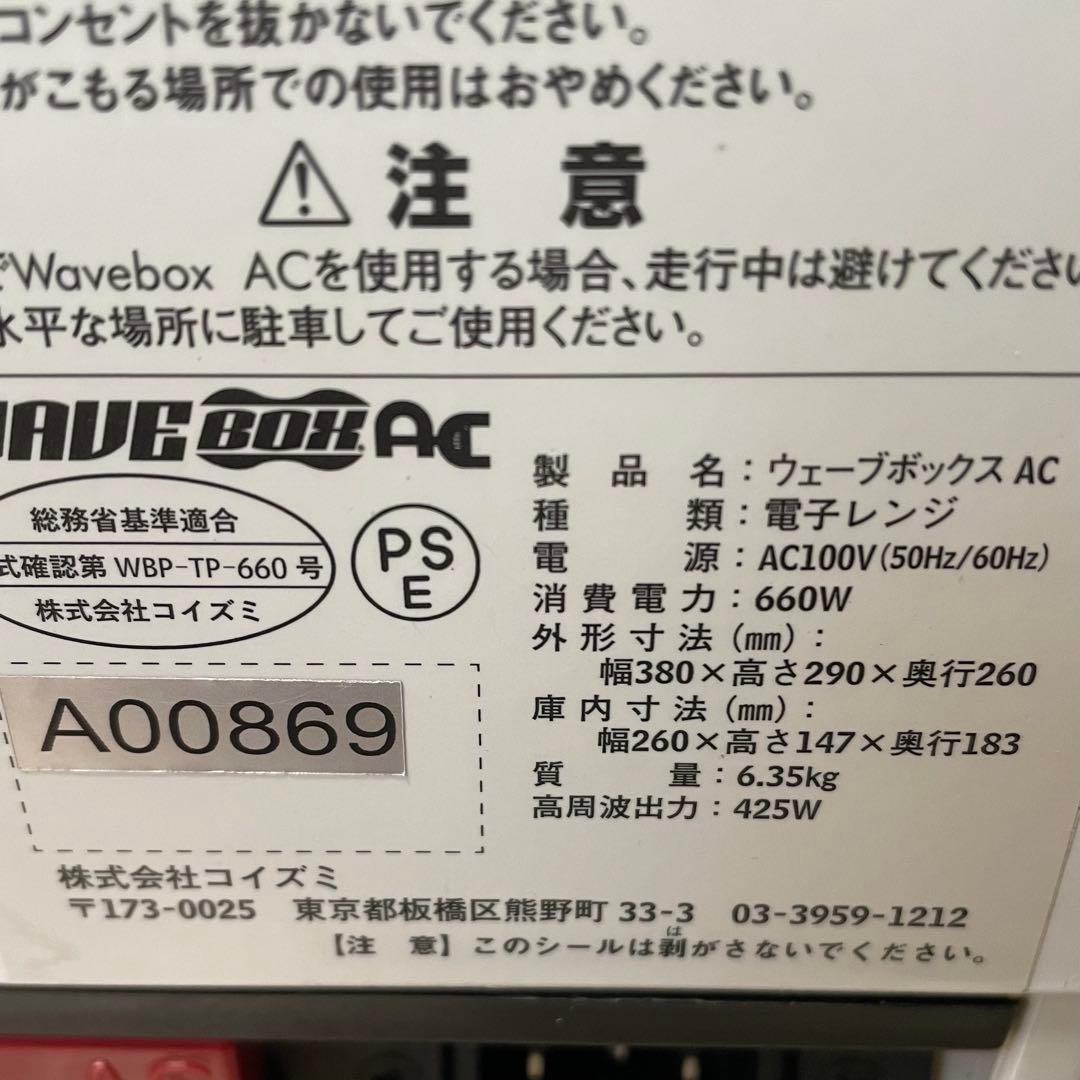 コンセントを抜かないでください。
がこもる場所での使用はおやめください。
注 意
でWavebox ACを使用する場合、走行中は避けてください
水平な場所に駐車してご使用ください。
WAVE BOX AC
総務省基準適合
式確認第 WBP-TP-660 号
株式会社コイズミ
PS
E
A00869
製品名：ウェーブボックス AC
種類：電子レンジ
電源：AC100V(50Hz/60Hz)
消費電力：660W
外形寸法(mm)：
幅380×高さ290×奥行260
庫内寸法(mm)：
幅260×高さ147×奥行183
質量：6.35kg
高周波出力：425W
株式会社コイズミ
〒173-0025 東京都板橋区熊野町 33-3 03-3959-1212
【注 意】このシールは剥がさないでください。